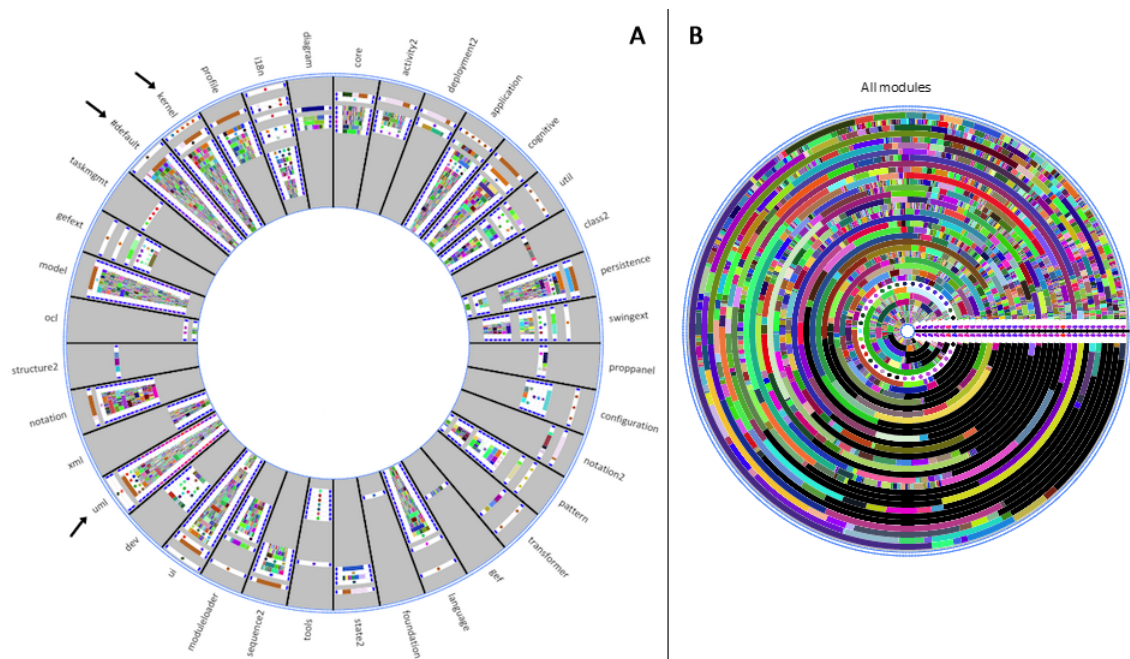 A
B
All modules
core
activity2
deployment2
application
cognitive
util
class2
persistence
swingext
proppanel
configuration
notation2
pattern
transformer
gef
language
foundation
state2
tools
sequence2
moduleloader
ui
dev
uml
xml
notation
structure2
ocl
model
gefext
taskmgmt
#default
kernel
profile
i18n
diagram